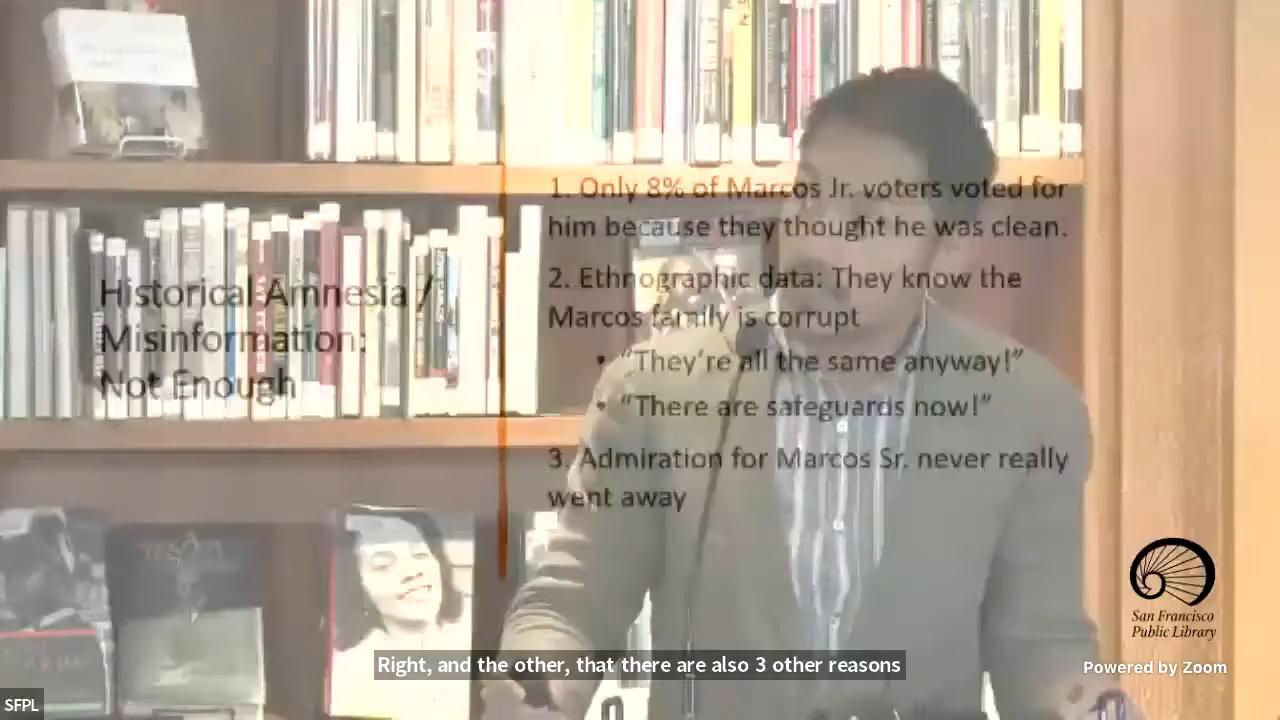 Historical Amnesia /
Misinformation:
Not Enough
1. Only 8% of Marcos Jr. voters voted for
him because they thought he was clean.
2. Ethnographic data: They know the
Marcos family is corrupt
• "They're all the same anyway!"
• "There are safeguards now!"
3. Admiration for Marcos Sr. never really
went away
San Francisco
Public Library
Right, and the other, that there are also 3 other reasons
Powered by Zoom
SFPL